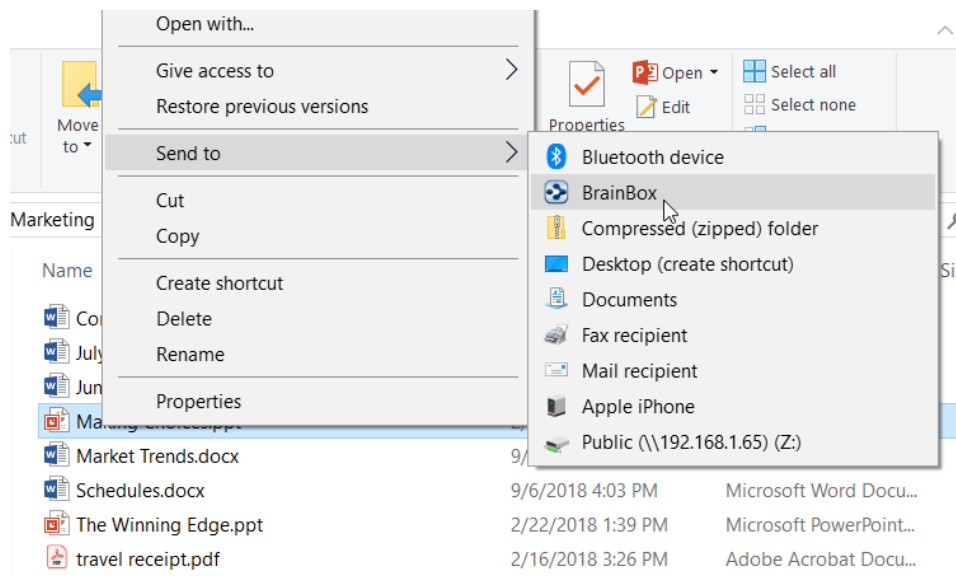 Open with...
Give access to
Restore previous versions
Send to
Cut
Copy
Create shortcut
Delete
Rename
Properties
Move
to
Properties
Open
Edit
Select all
Select none
Bluetooth device
BrainBox
Compressed (zipped) folder
Desktop (create shortcut)
Documents
Fax recipient
Mail recipient
Apple iPhone
Public (\\192.168.1.65) (Z:)
Marketing
Name
Making Choices.ppt
Market Trends.docx
Schedules.docx 9/6/2018 4:03 PM Microsoft Word Docu...
The Winning Edge.ppt 2/22/2018 1:39 PM Microsoft PowerPoint...
travel receipt.pdf 2/16/2018 3:26 PM Adobe Acrobat Docu...